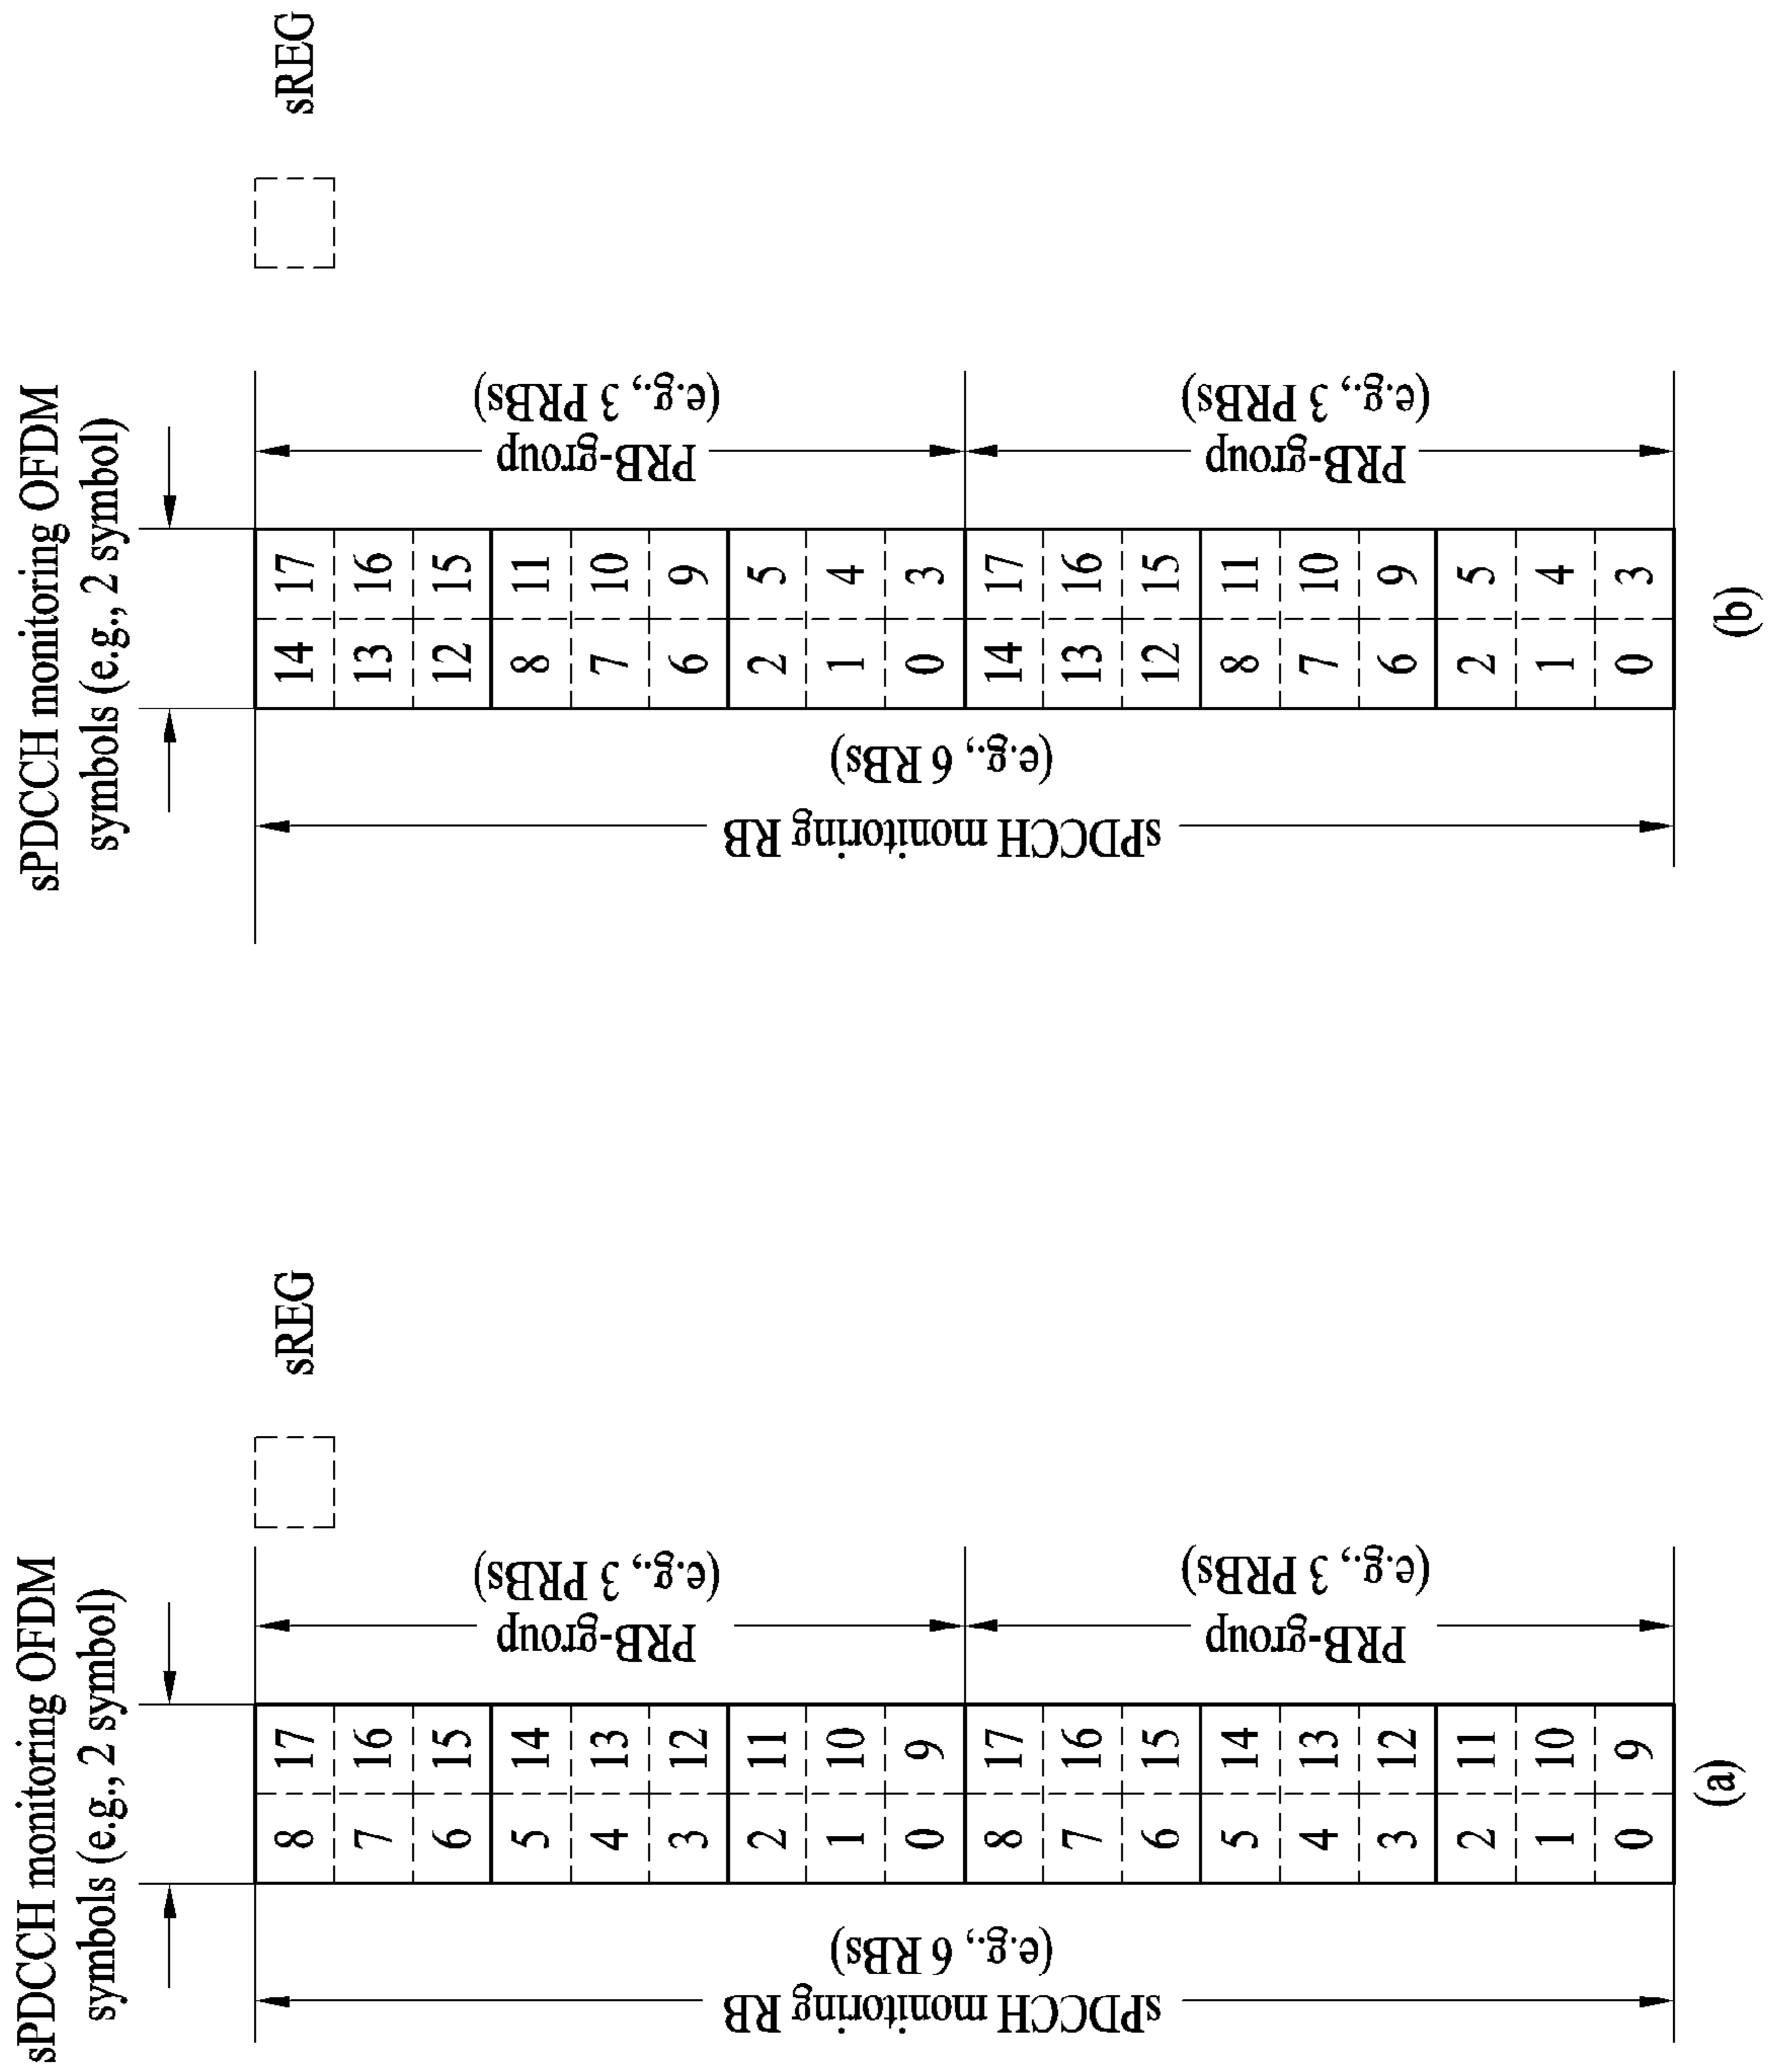 sPDCCH monitoring OFDM
symbols (e.g., 2 symbol)
sREG
sPDCCH monitoring RB
(e.g., 6 RBs)
8 17
7 16
6 15
5 14
4 13
3 12
2 11
1 10
0 9
8 17
7 16
6 15
5 14
4 13
3 12
2 11
1 10
0 9
PRB-group
(e.g., 3 PRBs)
PRB-group
(e.g., 3 PRBs)
(a)
sPDCCH monitoring OFDM
symbols (e.g., 2 symbol)
sREG
sPDCCH monitoring RB
(e.g., 6 RBs)
14 17
13 16
12 15
8 11
7 10
6 9
2 5
1 4
0 3
14 17
13 16
12 15
8 11
7 10
6 9
2 5
1 4
0 3
PRB-group
(e.g., 3 PRBs)
PRB-group
(e.g., 3 PRBs)
(b)